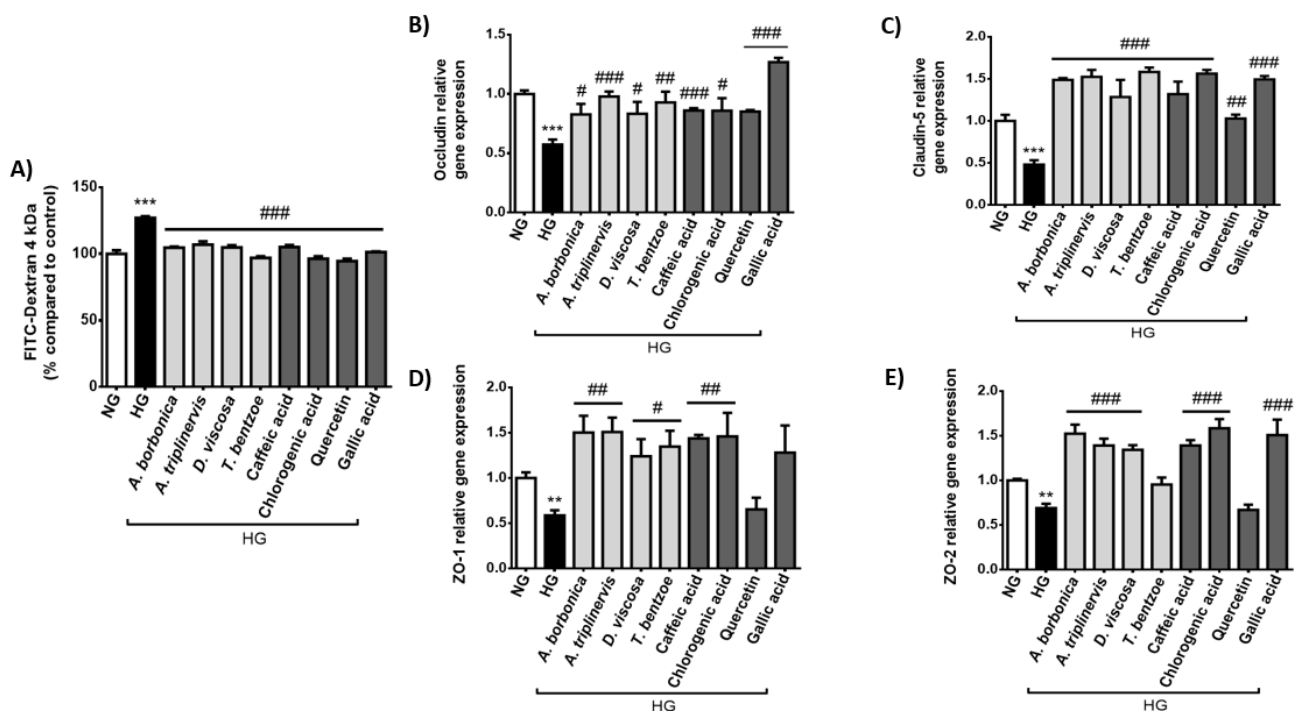 A)
FITC-Dextran 4 kDa
(% compared to control)
150
100
50
0
***
###
NG
HG
A. borbonica
A. triplinervis
D. viscosa
T. bentzoe
Caffeic acid
Chlorogenic acid
Quercetin
Gallic acid
HG
B)
Occludin relative
gene expression
1.5
1.0
0.5
0.0
***
#
###
#
##
###
#
###
NG
HG
A. borbonica
A. triplinervis
D. viscosa
T. bentzoe
Caffeic acid
Chlorogenic acid
Quercetin
Gallic acid
HG
C)
Claudin-5 relative
gene expression
2.0
1.5
1.0
0.5
0.0
***
###
##
###
NG
HG
A. borbonica
A. triplinervis
D. viscosa
T. bentzoe
Caffeic acid
Chlorogenic acid
Quercetin
Gallic acid
HG
D)
ZO-1 relative gene expression
2.0
1.5
1.0
0.5
0.0
**
##
#
##
NG
HG
A. borbonica
A. triplinervis
D. viscosa
T. bentzoe
Caffeic acid
Chlorogenic acid
Quercetin
Gallic acid
HG
E)
ZO-2 relative gene expression
2.0
1.5
1.0
0.5
0.0
**
###
###
###
NG
HG
A. borbonica
A. triplinervis
D. viscosa
T. bentzoe
Caffeic acid
Chlorogenic acid
Quercetin
Gallic acid
HG